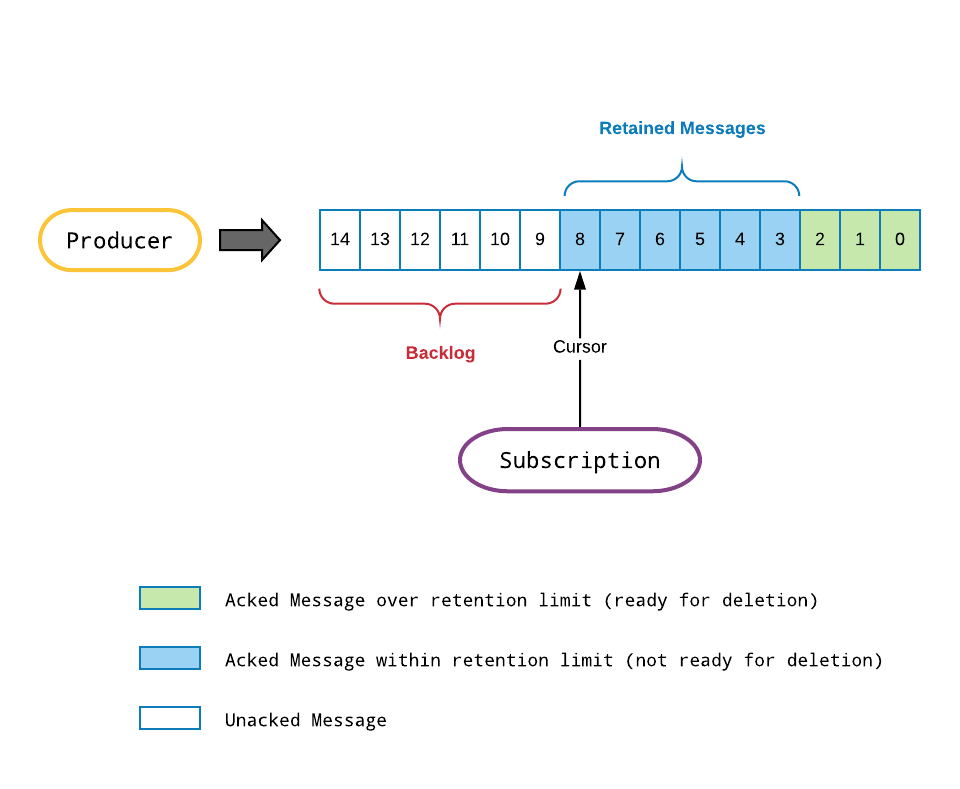 Retained Messages
Producer
14 13 12 11 10 9 8 7 6 5 4 3 2 1 0
Backlog
Cursor
Subscription
Acked Message over retention limit (ready for deletion)
Acked Message within retention limit (not ready for deletion)
Unacked Message